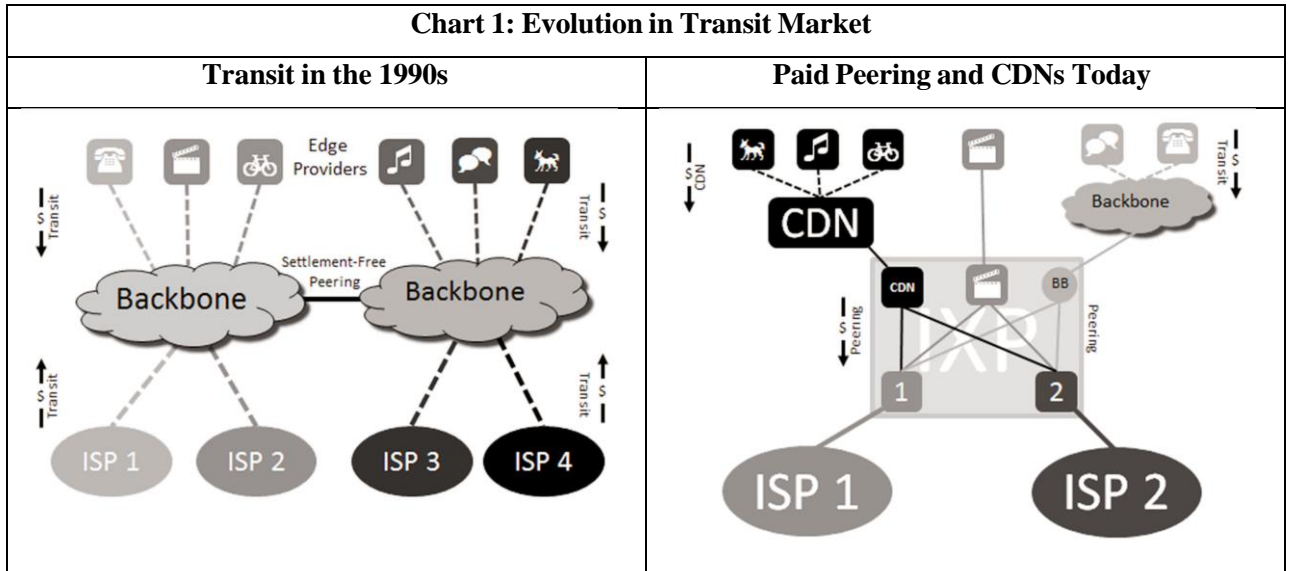 Chart 1: Evolution in Transit Market
Transit in the 1990s
Paid Peering and CDNs Today
Edge
Providers
$
Transit
$
Transit
Settlement-Free
Peering
Backbone
Backbone
$
Transit
$
Transit
ISP 1
ISP 2
ISP 3
ISP 4
$
CDN
$
Transit
CDN
Backbone
CDN
BB
$
Peering
IXP
Peering
1
2
ISP 1
ISP 2